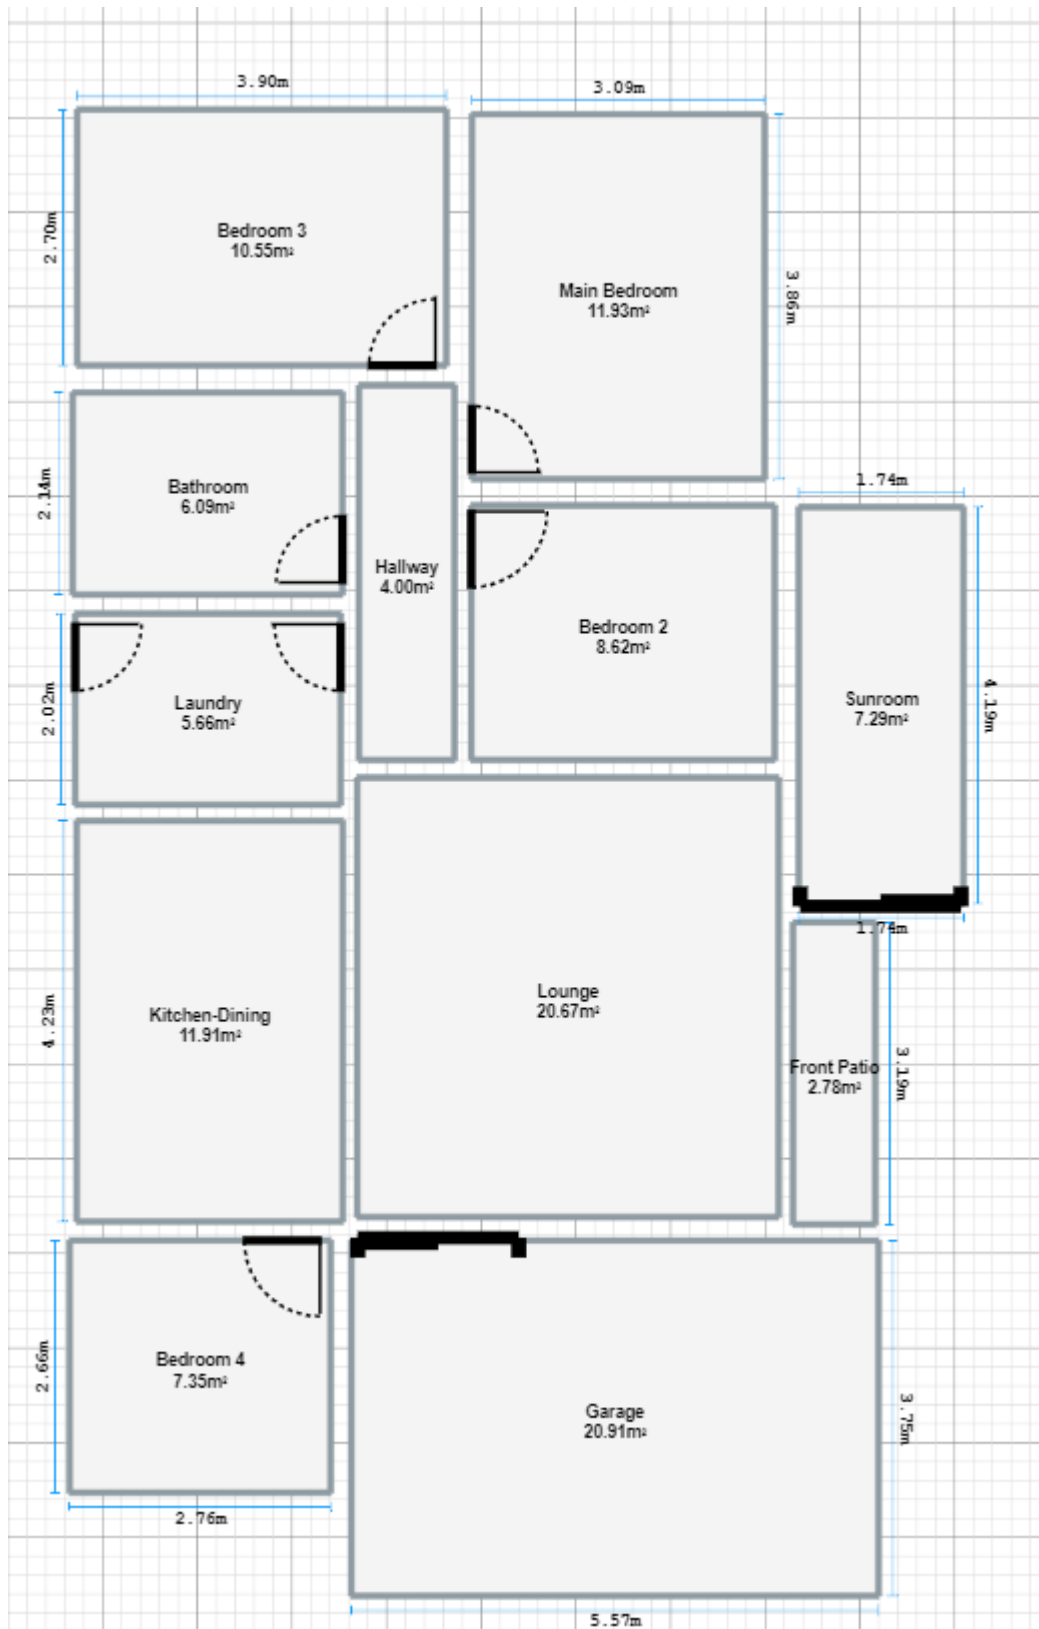 3.90m
3.09m
2.70m
Bedroom 3
10.55m²
Main Bedroom
11.93m²
3.86m
2.14m
Bathroom
6.09m²
1.74m
Hallway
4.00m²
Bedroom 2
8.62m²
2.02m
Laundry
5.66m²
Sunroom
7.29m²
4.19m
1.74m
4.23m
Kitchen-Dining
11.91m²
Lounge
20.67m²
Front Patio
2.78m²
3.19m
2.66m
Bedroom 4
7.35m²
Garage
20.91m²
3.75m
2.76m
5.57m